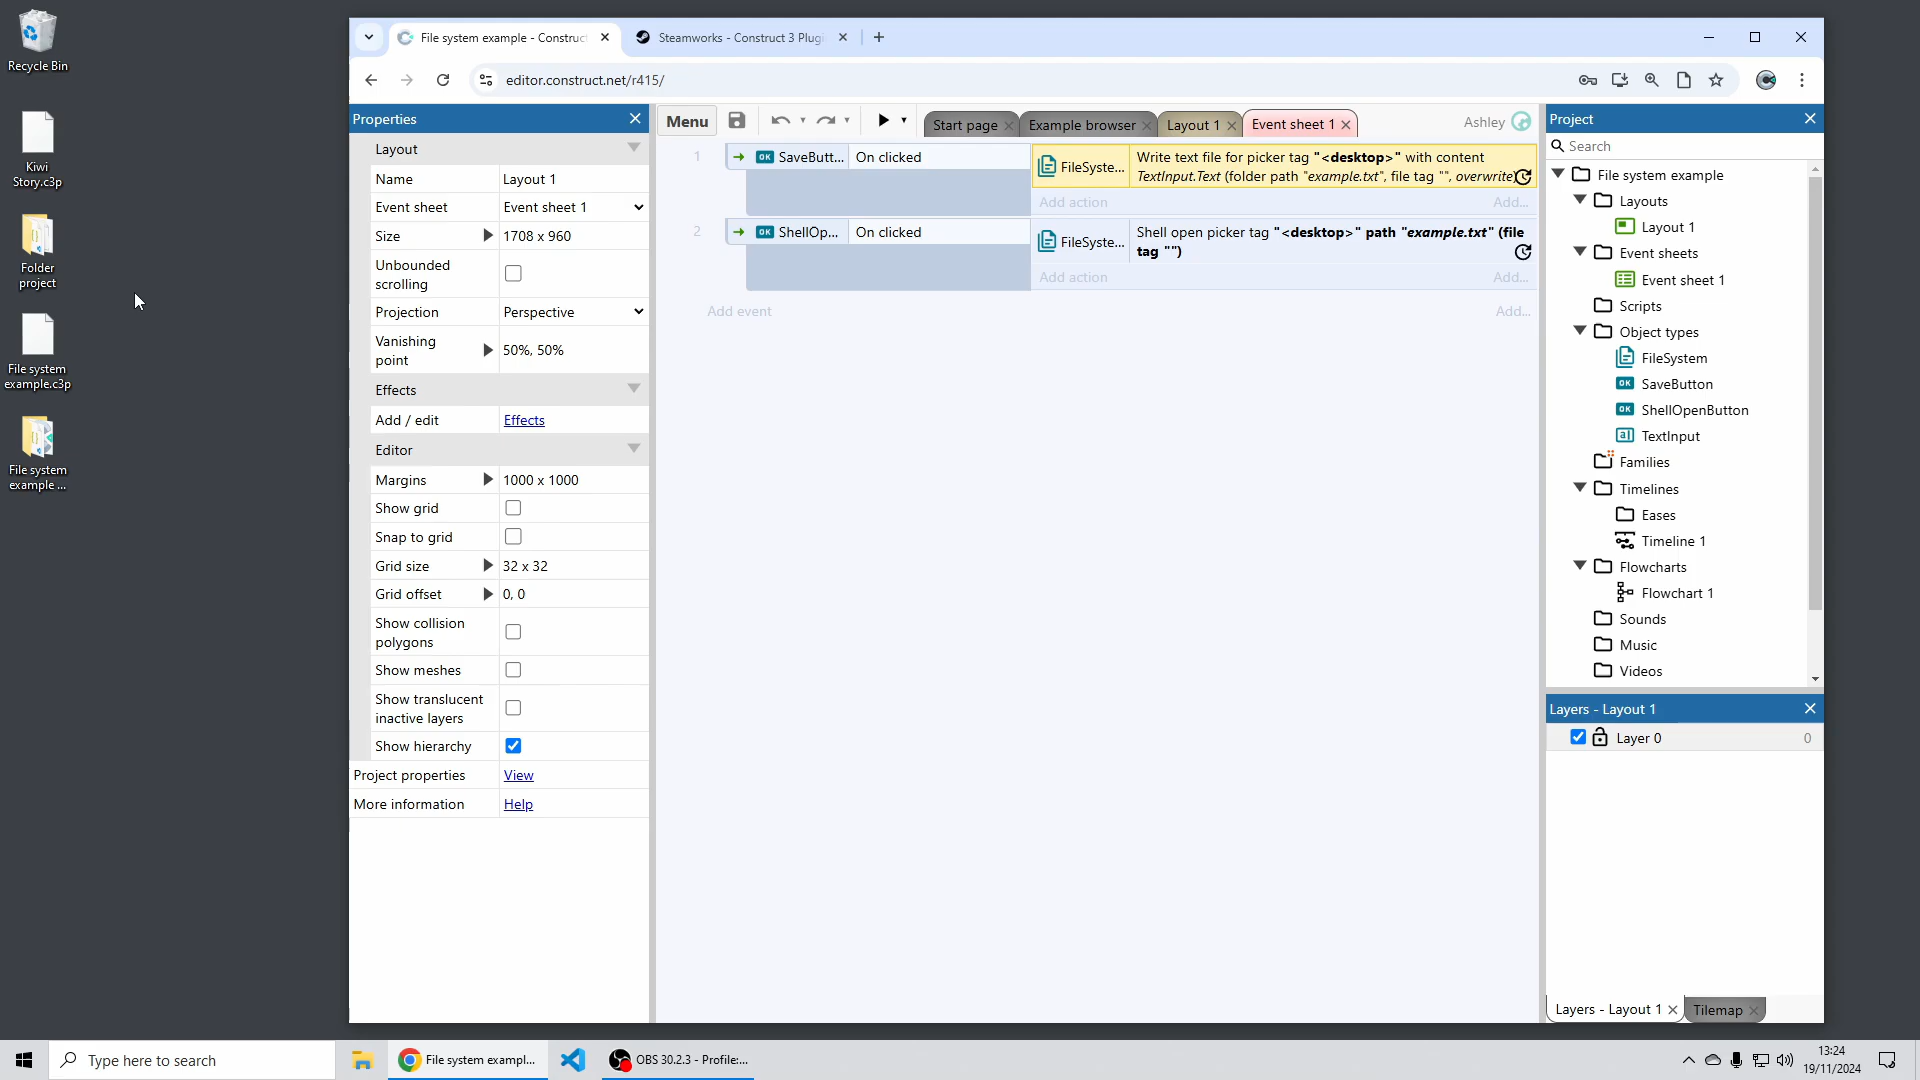 Recycle Bin
Kiwi
Story.c3p
Folder
project
File system
example.c3p
File system
example ...
File system example - Construc
Steamworks - Construct 3 Plug
editor.construct.net/r415/
Properties
Layout
Name Layout 1
Event sheet Event sheet 1
Size 1708 x 960
Unbounded
scrolling
Projection Perspective
Vanishing
point
50%, 50%
Effects
Add / edit Effects
Editor
Margins 1000 x 1000
Show grid
Snap to grid
Grid size 32 x 32
Grid offset 0, 0
Show collision
polygons
Show meshes
Show translucent
inactive layers
Show hierarchy
Project properties View
More information Help
Menu
Start page
Example browser
Layout 1
Event sheet 1
Ashley
1
OK SaveButt... On clicked
FileSyste...
Write text file for picker tag "<desktop>" with content
TextInput.Text (folder path "example.txt", file tag "", overwrite)
Add action Add...
2
OK ShellOp... On clicked
FileSyste...
Shell open picker tag "<desktop>" path "example.txt" (file
tag "")
Add action Add...
Add event Add...
Project
Search
File system example
Layouts
Layout 1
Event sheets
Event sheet 1
Scripts
Object types
FileSystem
OK SaveButton
OK ShellOpenButton
TextInput
Families
Timelines
Eases
Timeline 1
Flowcharts
Flowchart 1
Sounds
Music
Videos
Layers - Layout 1
Layer 0 0
Layers - Layout 1
Tilemap
Type here to search
File system exampl...
OBS 30.2.3 - Profile:...
13:24
19/11/2024